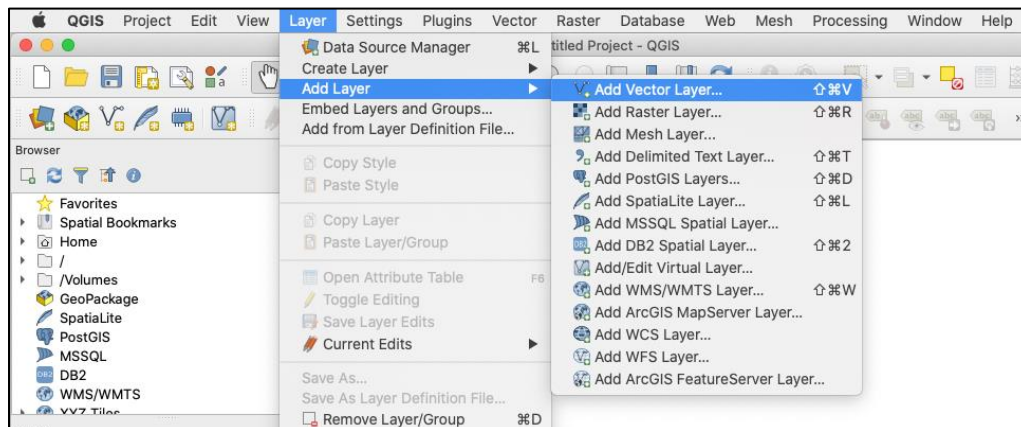 QGIS Project Edit View Layer Settings Plugins Vector Raster Database Web Mesh Processing Window Help
titled Project - QGIS
Data Source Manager ⌘L
Create Layer
Add Layer
Embed Layers and Groups...
Add from Layer Definition File...
Copy Style
Paste Style
Copy Layer
Paste Layer/Group
Open Attribute Table F6
Toggle Editing
Save Layer Edits
Current Edits
Save As...
Save As Layer Definition File...
Remove Layer/Group ⌘D
Add Vector Layer... ⇧⌘V
Add Raster Layer... ⇧⌘R
Add Mesh Layer...
Add Delimited Text Layer... ⇧⌘T
Add PostGIS Layers... ⇧⌘D
Add SpatiaLite Layer... ⇧⌘L
Add MSSQL Spatial Layer...
Add DB2 Spatial Layer... ⇧⌘2
Add/Edit Virtual Layer...
Add WMS/WMTS Layer... ⇧⌘W
Add ArcGIS MapServer Layer...
Add WCS Layer...
Add WFS Layer...
Add ArcGIS FeatureServer Layer...
Browser
Favorites
Spatial Bookmarks
Home
/
/Volumes
GeoPackage
SpatiaLite
PostGIS
MSSQL
DB2
WMS/WMTS
XYZ Tiles